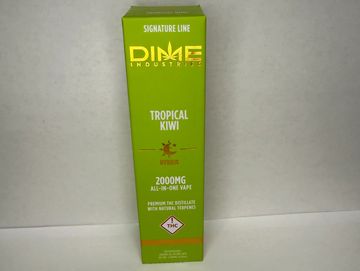 SIGNATURE LINE
DIME
INDUSTRIES
TROPICAL
KIWI
HYBRID
2000MG
ALL-IN-ONE VAPE
PREMIUM THC DISTILLATE
WITH NATURAL TERPENES
!
THC